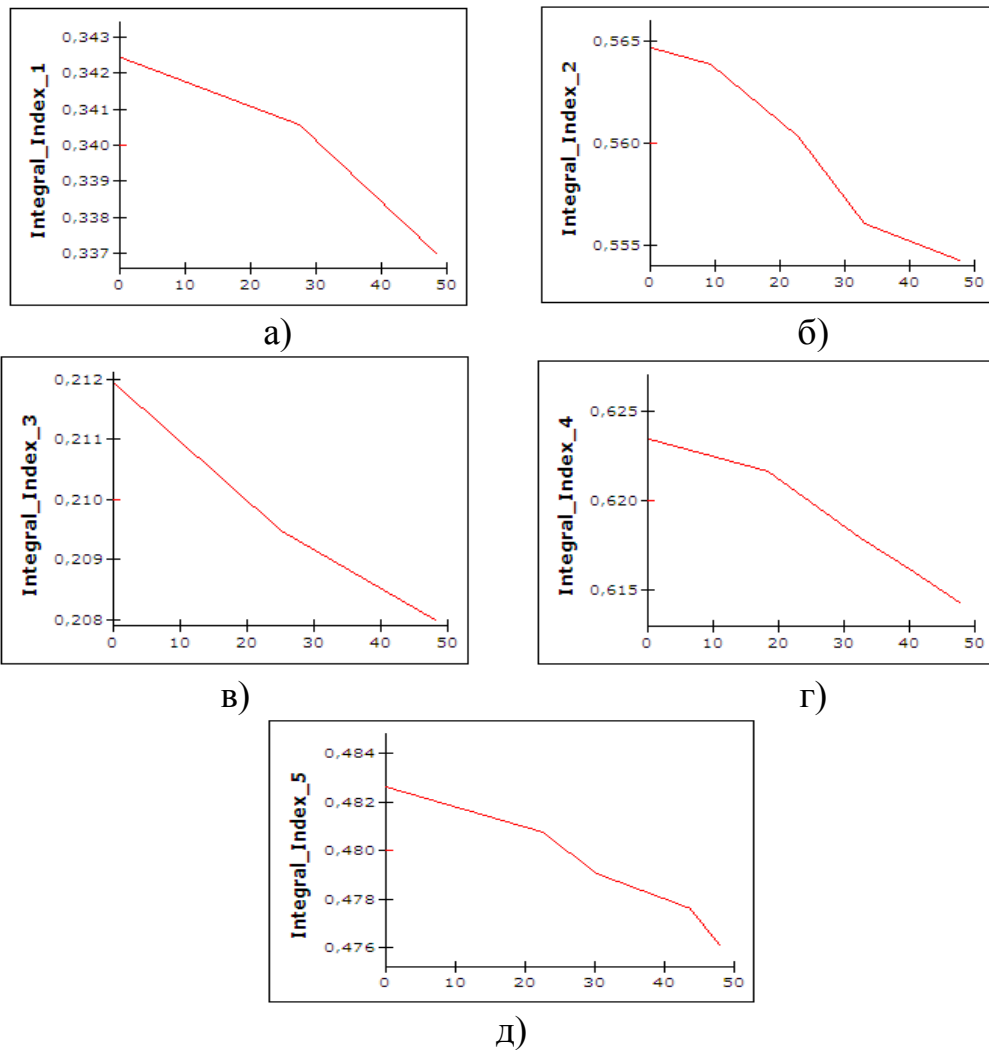 Integral_Index_1
0,343
0,342
0,341
0,340
0,339
0,338
0,337
0 10 20 30 40 50
а)
Integral_Index_2
0,565
0,560
0,555
0 10 20 30 40 50
б)
Integral_Index_3
0,212
0,211
0,210
0,209
0,208
0 10 20 30 40 50
в)
Integral_Index_4
0,625
0,620
0,615
0 10 20 30 40 50
г)
Integral_Index_5
0,484
0,482
0,480
0,478
0,476
0 10 20 30 40 50
д)